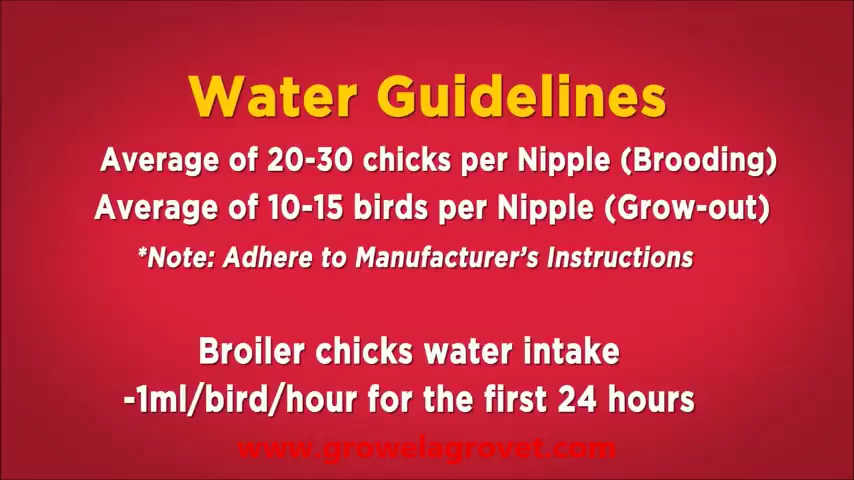 Water Guidelines
Average of 20-30 chicks per Nipple (Brooding)
Average of 10-15 birds per Nipple (Grow-out)
*Note: Adhere to Manufacturer's Instructions
Broiler chicks water intake
-1ml/bird/hour for the first 24 hours
www.growelagrovet.com